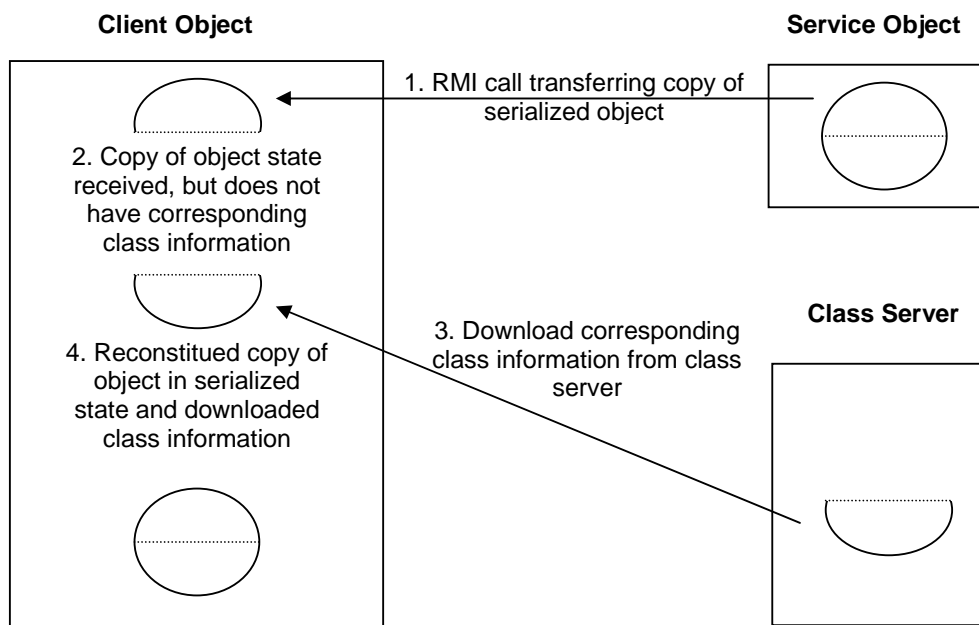 Client Object
Service Object
1. RMI call transferring copy of
serialized object
2. Copy of object state
received, but does not
have corresponding
class information
Class Server
3. Download corresponding
class information from class
server
4. Reconstitued copy of
object in serialized
state and downloaded
class information